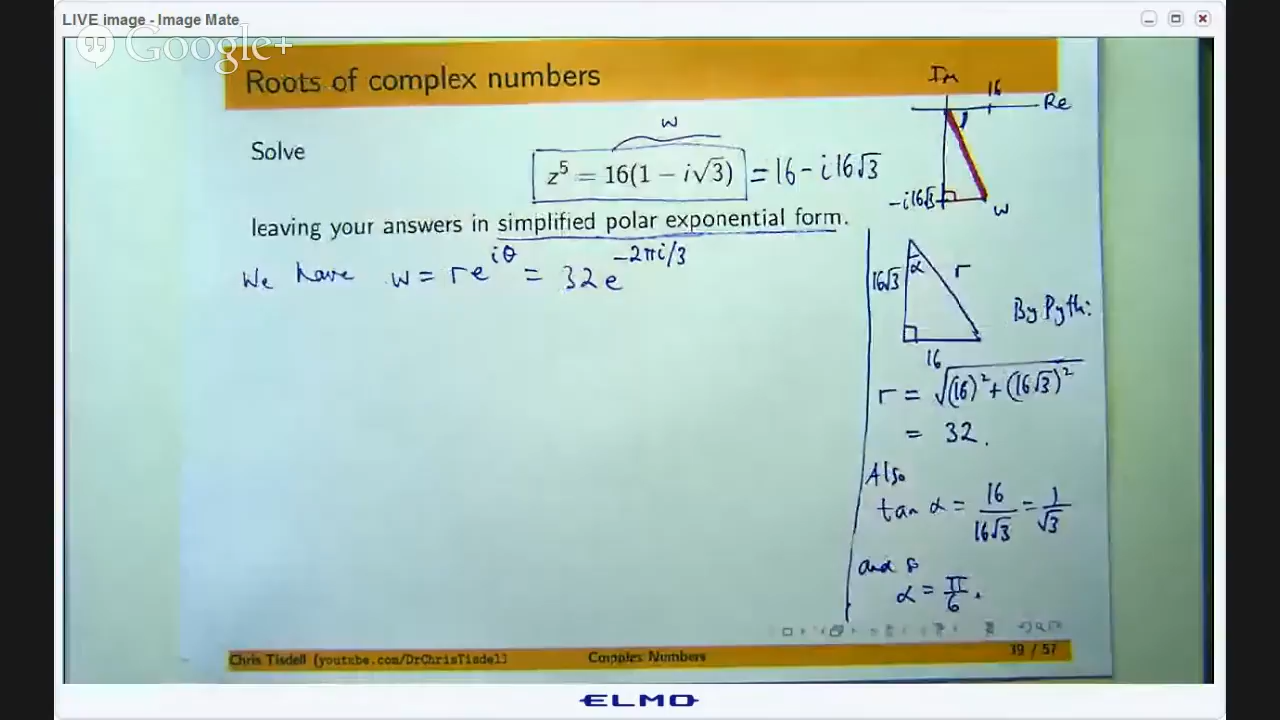 LIVE image - Image Mate
Google+
Roots of complex numbers
Solve
w
z⁵ = 16(1 − i√3) = 16 - i16√3
leaving your answers in simplified polar exponential form.
We have w = re^{iθ} = 32e^{-2πi/3}
Im
16
Re
-i16√3
w
16√3
α
r
16
By Pyth:
r = √((16)² + (16√3)²)
= 32.
Also
tan α = 16/16√3 = 1/√3
and so
α = π/6.
Chris Tisdell (youtube.com/DrChrisTisdell)
Complex Numbers
39 / 57
ELMO